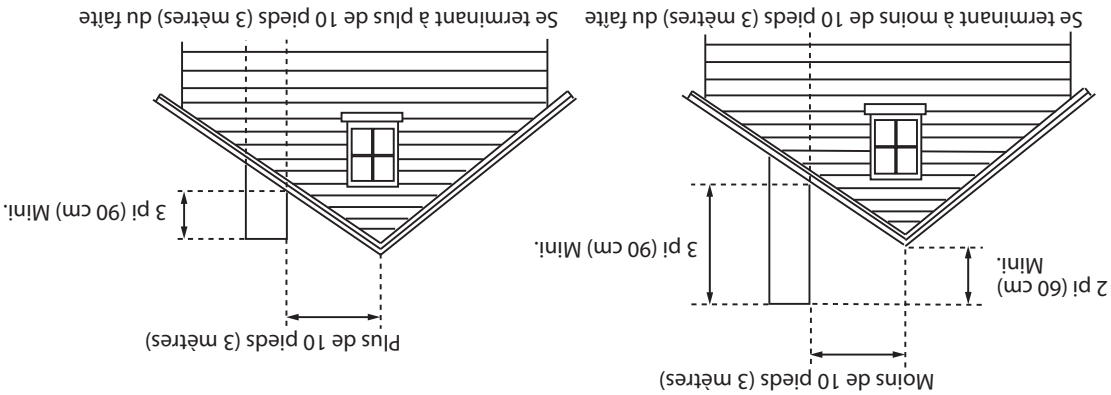 Moins de 10 pieds (3 mètres)
2 pi (60 cm)
Mini.
3 pi (90 cm) Mini.
Se terminant à moins de 10 pieds (3 mètres) du faîte
Plus de 10 pieds (3 mètres)
3 pi (90 cm) Mini.
Se terminant à plus de 10 pieds (3 mètres) du faîte